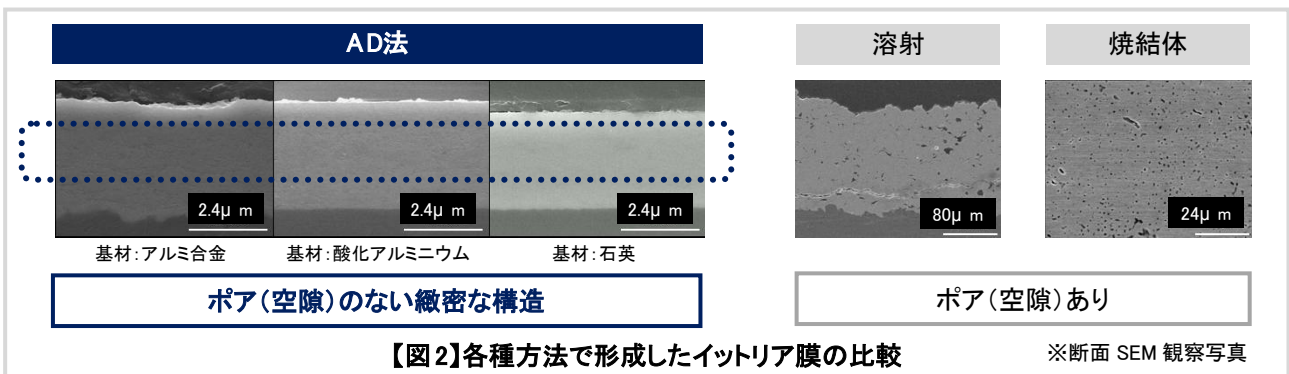 AD法
溶射
焼結体
2.4μ m
2.4μ m
2.4μ m
80μ m
24μ m
基材:アルミ合金
基材:酸化アルミニウム
基材:石英
ポア(空隙)のない緻密な構造
ポア(空隙)あり
【図2】各種方法で形成したイットリア膜の比較
※断面 SEM 観察写真